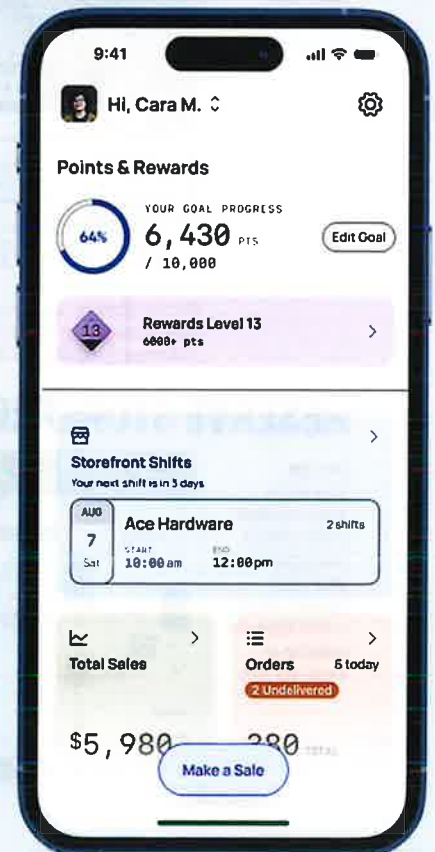 9:41
Hi, Cara M.
Points & Rewards
YOUR GOAL PROGRESS
64%
6,430 PTS
/ 10,000
Edit Goal
13
Rewards Level 13
6000+ pts
Storefront Shifts
Your next shift is in 3 days
AUG
7
Sat
Ace Hardware
2 shifts
START
END
10:00am
12:00pm
Total Sales
Orders
5 today
2 Undelivered
$5,980
280 TOTAL
Make a Sale